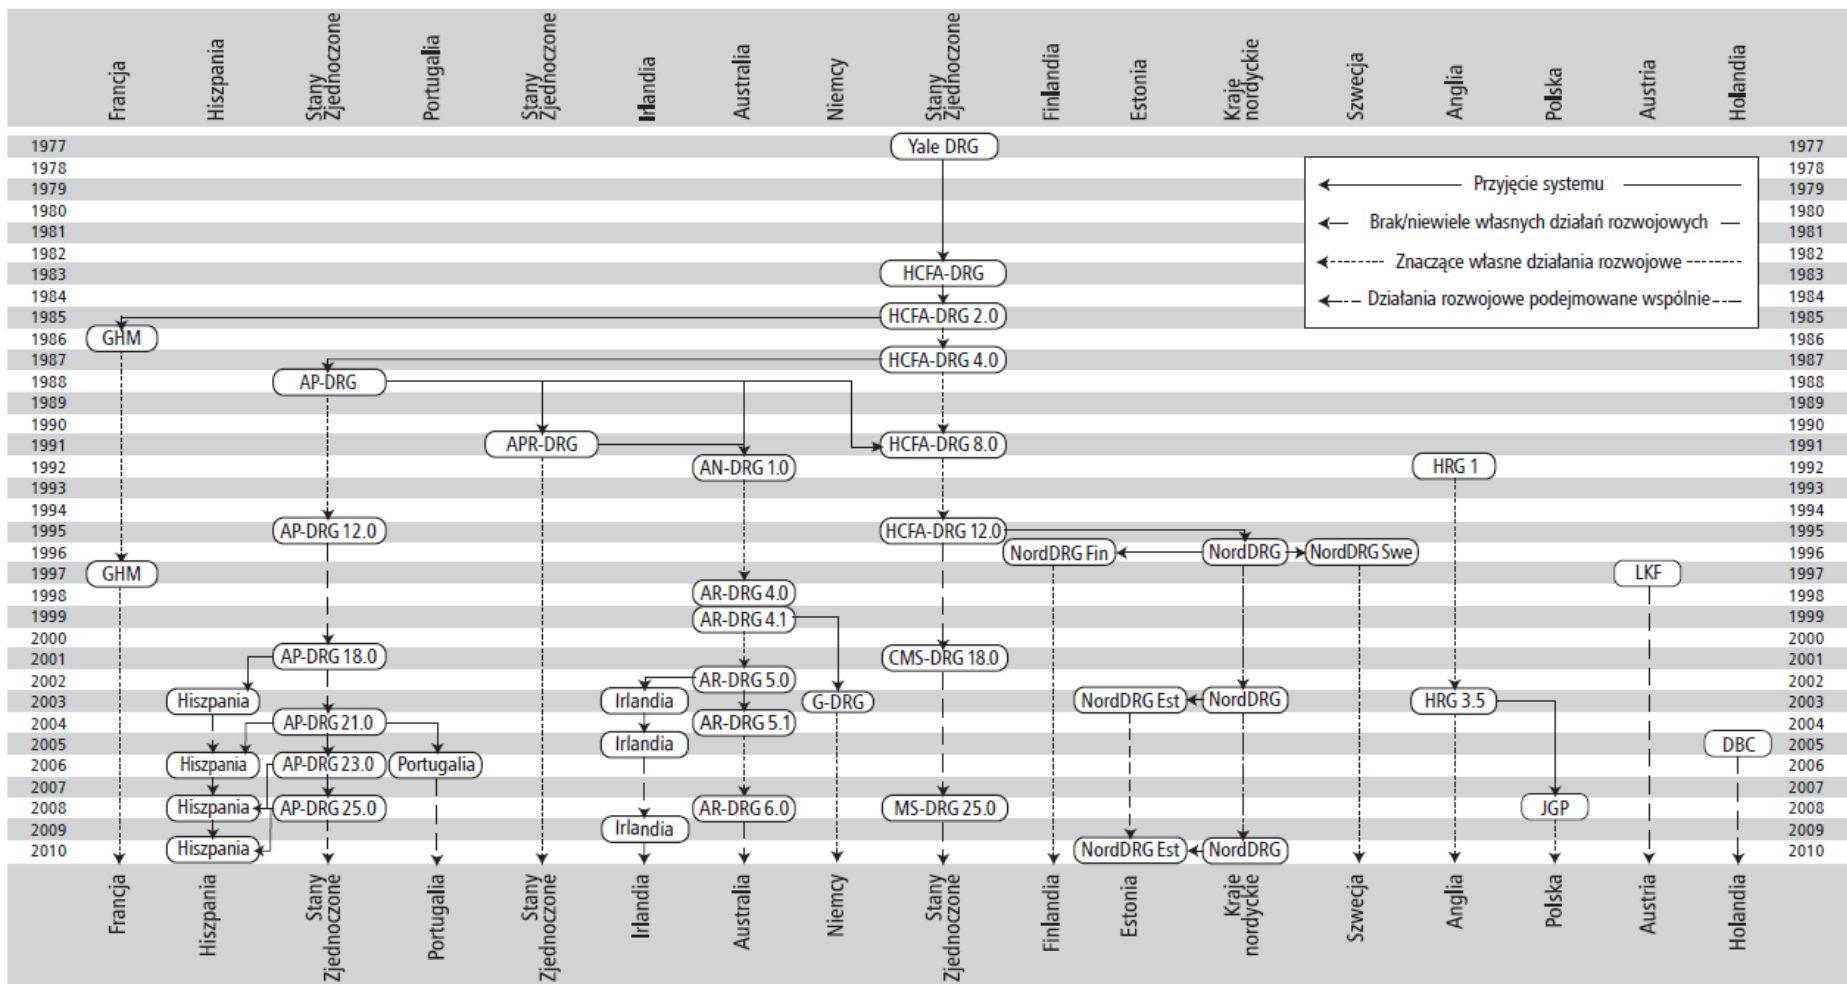 Francja
Hiszpania
Stany
Zjednoczone
Portugalia
Stany
Zjednoczone
Irlandia
Australia
Niemcy
Stany
Zjednoczone
Finlandia
Estonia
Kraje
nordyckie
Szwecja
Anglia
Polska
Austria
Holandia
1977 Yale DRG 1977
1978 1978
1979 Przyjęcie systemu 1979
1980 1980
1981 Brak/niewiele własnych działań rozwojowych 1981
1982 1982
1983 HCFA-DRG Znaczące własne działania rozwojowe 1983
1984 Działania rozwojowe podejmowane wspólnie 1984
1985 HCFA-DRG 2.0 1985
1986 GHM 1986
1987 HCFA-DRG 4.0 1987
1988 AP-DRG 1988
1989 1989
1990 1990
1991 APR-DRG HCFA-DRG 8.0 1991
1992 AN-DRG 1.0 HRG 1 1992
1993 1993
1994 1994
1995 AP-DRG 12.0 HCFA-DRG 12.0 1995
1996 NordDRG Fin NordDRG NordDRG Swe 1996
1997 GHM LKF 1997
1998 AR-DRG 4.0 1998
1999 AR-DRG 4.1 1999
2000 2000
2001 AP-DRG 18.0 CMS-DRG 18.0 2001
2002 AR-DRG 5.0 2002
2003 Hiszpania Irlandia G-DRG NordDRG Est NordDRG HRG 3.5 2003
2004 AP-DRG 21.0 AR-DRG 5.1 2004
2005 Irlandia DBC 2005
2006 Hiszpania AP-DRG 23.0 Portugalia 2006
2007 2007
2008 Hiszpania AP-DRG 25.0 AR-DRG 6.0 MS-DRG 25.0 JGP 2008
2009 Irlandia 2009
2010 Hiszpania NordDRG Est NordDRG 2010
Francja
Hiszpania
Stany
Zjednoczone
Portugalia
Stany
Zjednoczone
Irlandia
Australia
Niemcy
Stany
Zjednoczone
Finlandia
Estonia
Kraje
nordyckie
Szwecja
Anglia
Polska
Austria
Holandia